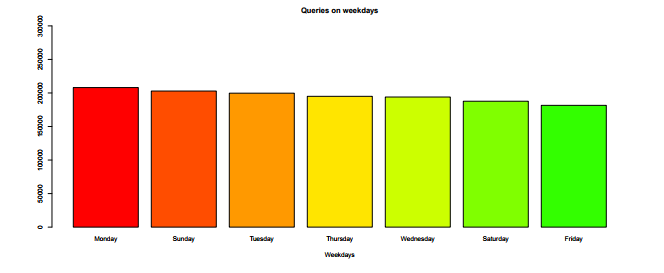 Queries on weekdays
300000
250000
200000
150000
100000
50000
0
Monday Sunday Tuesday Thursday Wednesday Saturday Friday
Weekdays